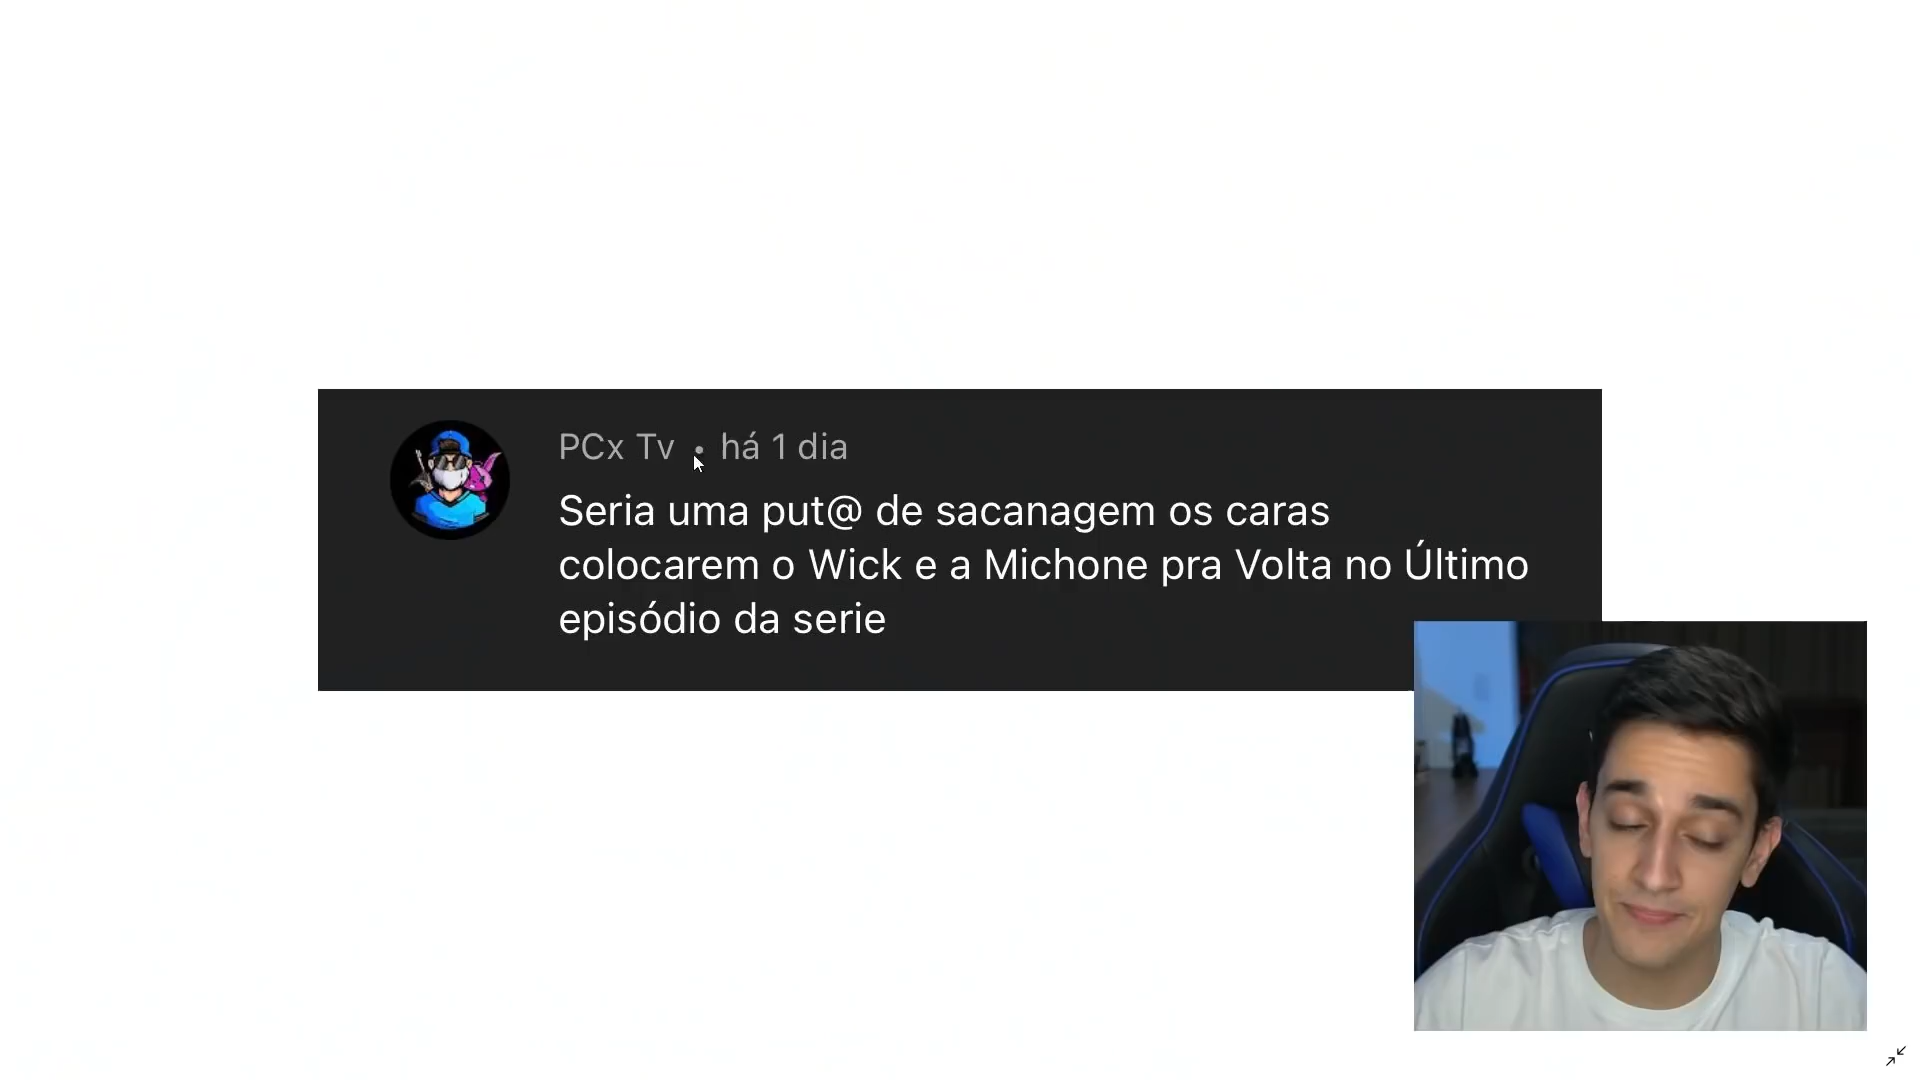 PCx Tv • há 1 dia
Seria uma put@ de sacanagem os caras
colocarem o Wick e a Michone pra Volta no Último
episódio da serie